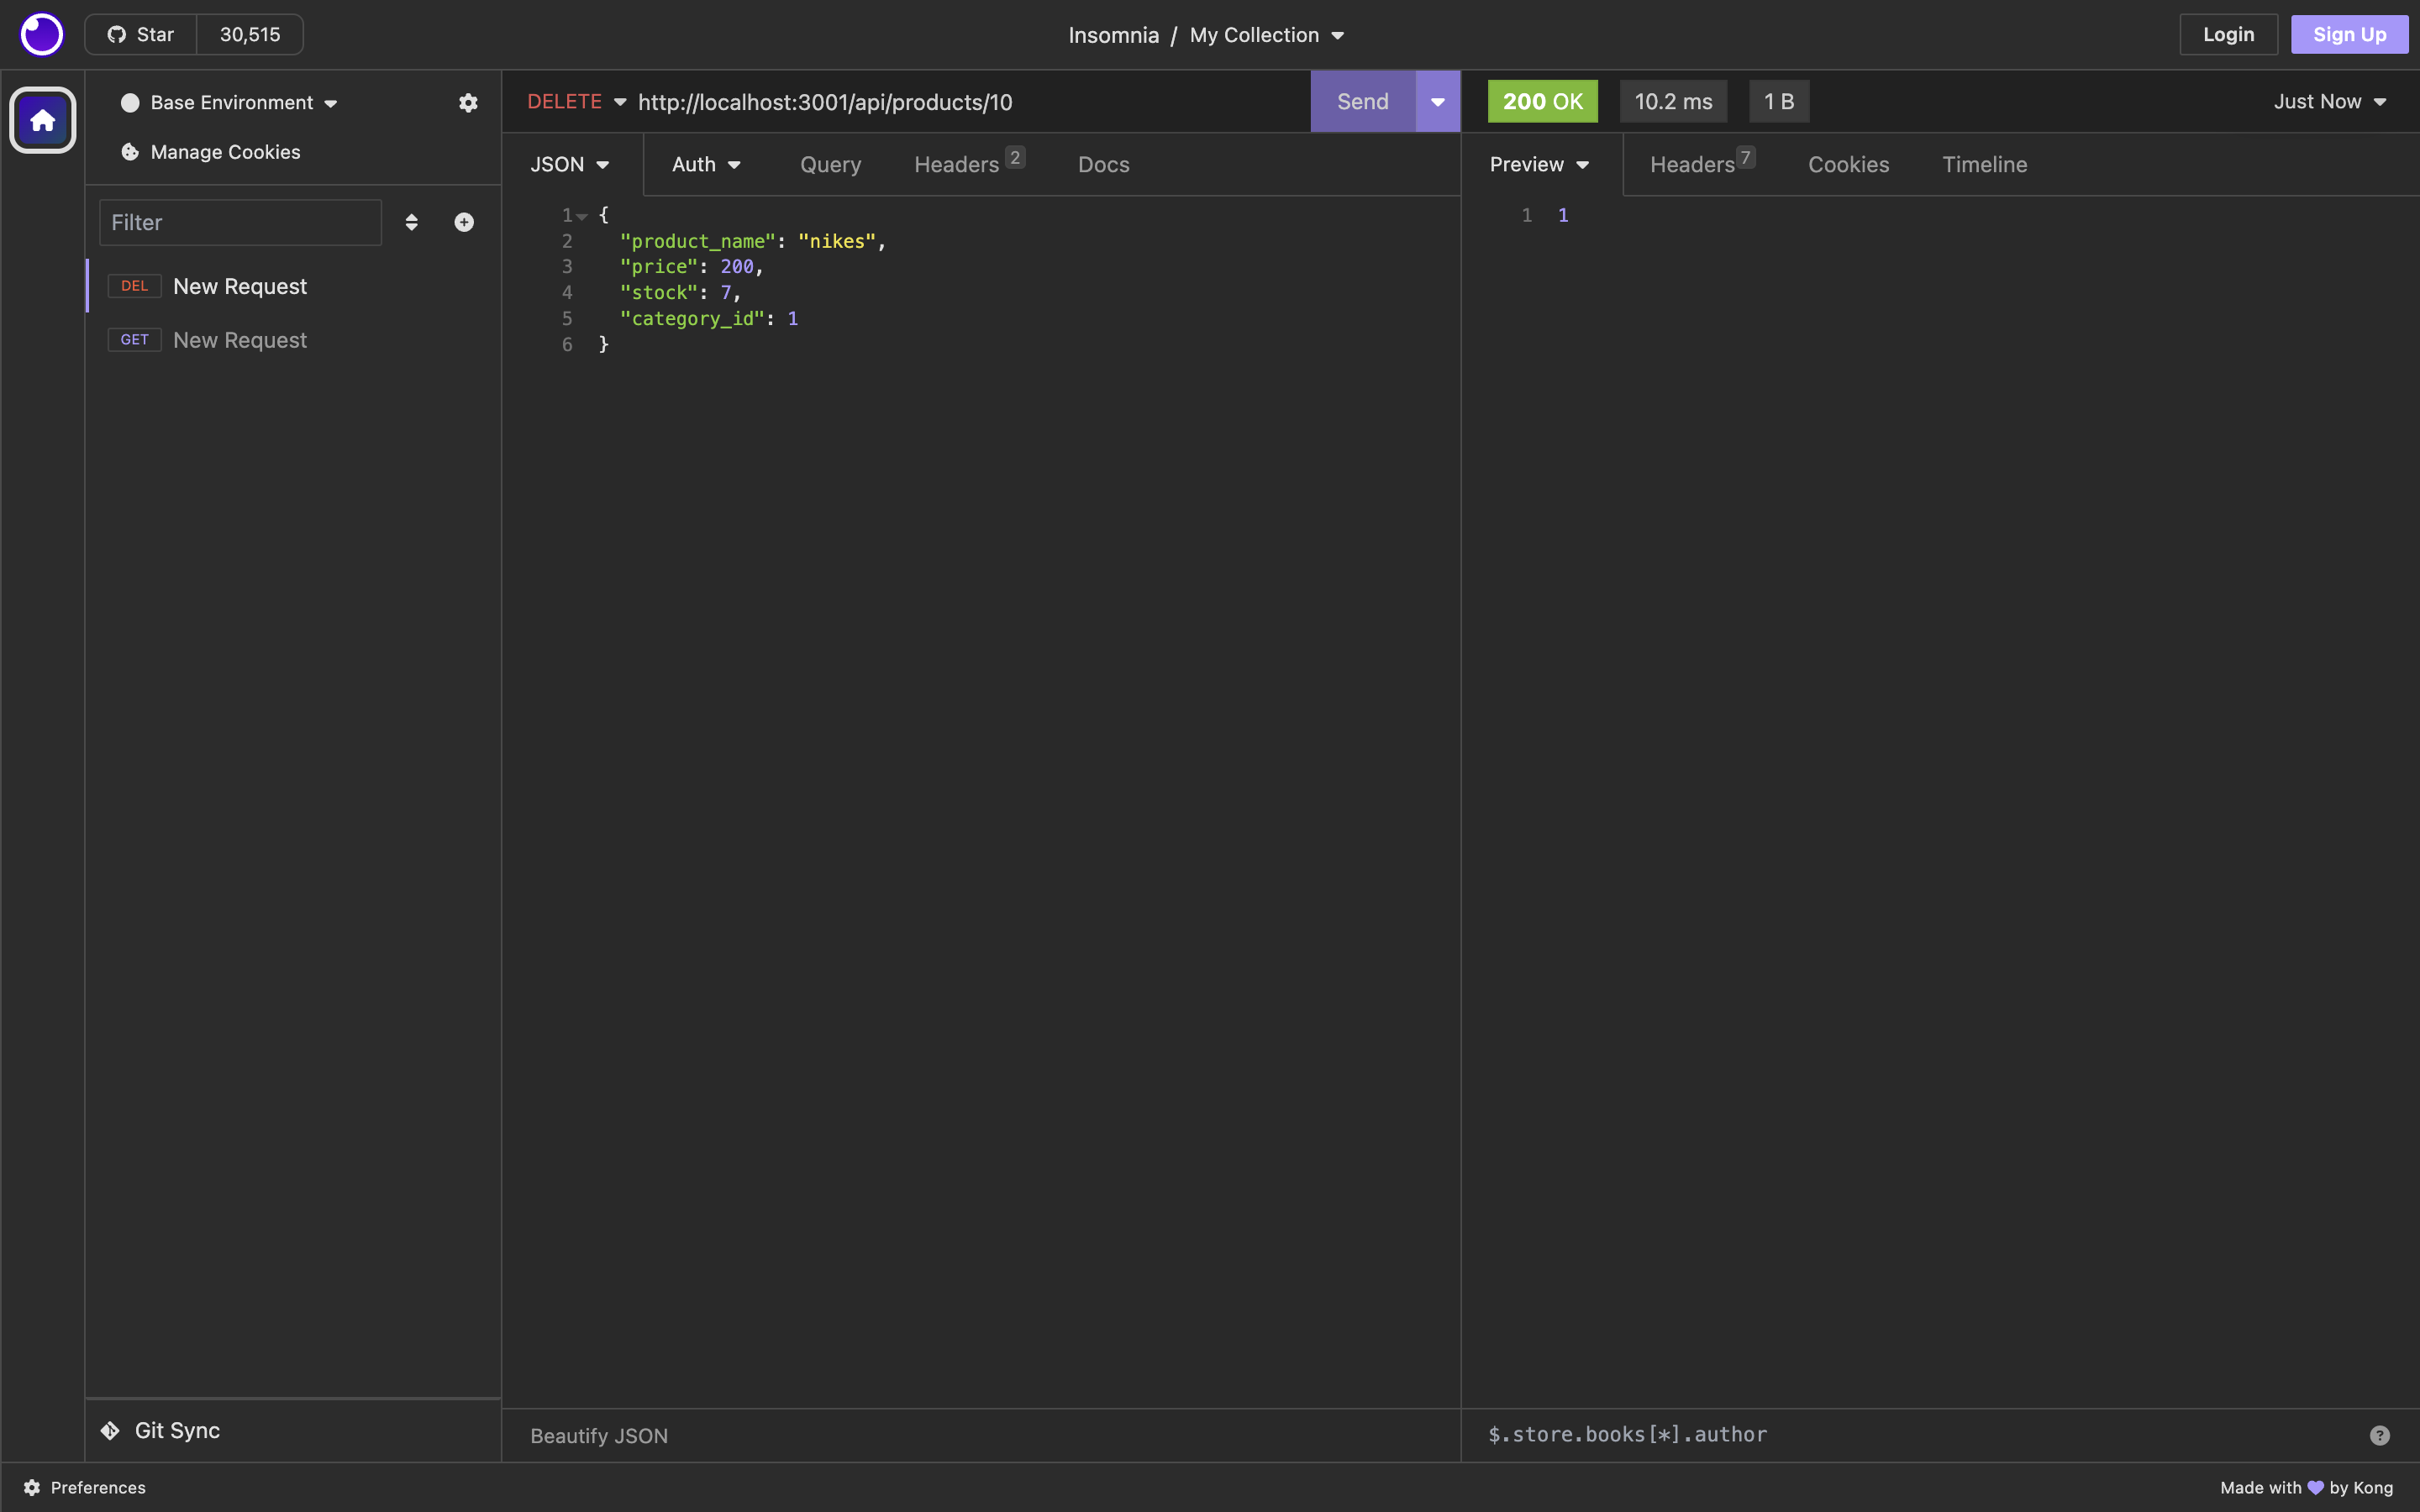 Star 30,515
Insomnia / My Collection
Login Sign Up
Base Environment
Manage Cookies
Filter
DEL New Request
GET New Request
Git Sync
DELETE http://localhost:3001/api/products/10 Send
JSON Auth Query Headers 2 Docs
1 {
2 "product_name": "nikes",
3 "price": 200,
4 "stock": 7,
5 "category_id": 1
6 }
Beautify JSON
200 OK 10.2 ms 1 B Just Now
Preview Headers 7 Cookies Timeline
1 1
$.store.books[*].author ?
Preferences
Made with 💜 by Kong